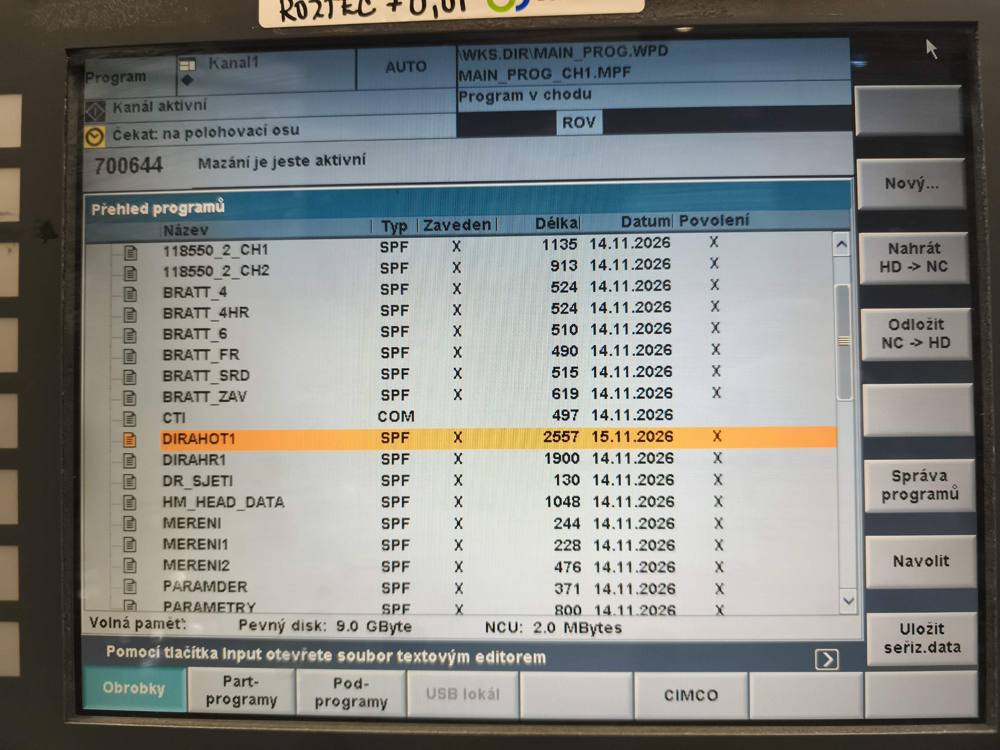 ROZTEC + 0,01
Program
Kanal1
AUTO
\WKS.DIR\MAIN_PROG.WPD
MAIN_PROG_CH1.MPF
Kanál aktivní
Program v chodu
Čekat: na polohovací osu
ROV
700644 Mazání je jeste aktivní
Přehled programů
Název Typ Zaveden Délka Datum Povolení
118550_2_CH1 SPF X 1135 14.11.2026 X
118550_2_CH2 SPF X 913 14.11.2026 X
BRATT_4 SPF X 524 14.11.2026 X
BRATT_4HR SPF X 524 14.11.2026 X
BRATT_6 SPF X 510 14.11.2026 X
BRATT_FR SPF X 490 14.11.2026 X
BRATT_SRD SPF X 515 14.11.2026 X
BRATT_ZAV SPF X 619 14.11.2026 X
CTI COM 497 14.11.2026
DIRAHOT1 SPF X 2557 15.11.2026 X
DIRAHR1 SPF X 1900 14.11.2026 X
DR_SJETI SPF X 130 14.11.2026 X
HM_HEAD_DATA SPF X 1048 14.11.2026 X
MERENI SPF X 244 14.11.2026 X
MERENI1 SPF X 228 14.11.2026 X
MERENI2 SPF X 476 14.11.2026 X
PARAMDER SPF X 371 14.11.2026 X
PARAMETRY SPF X 800 14.11.2026 X
Volná paměť: Pevný disk: 9.0 GByte NCU: 2.0 MBytes
Pomocí tlačítka Input otevřete soubor textovým editorem
Obrobky
Part-
programy
Pod-
programy
USB lokál
CIMCO
Nový...
Nahrát
HD -> NC
Odložit
NC -> HD
Správa
programů
Navolit
Uložit
seřiz.data